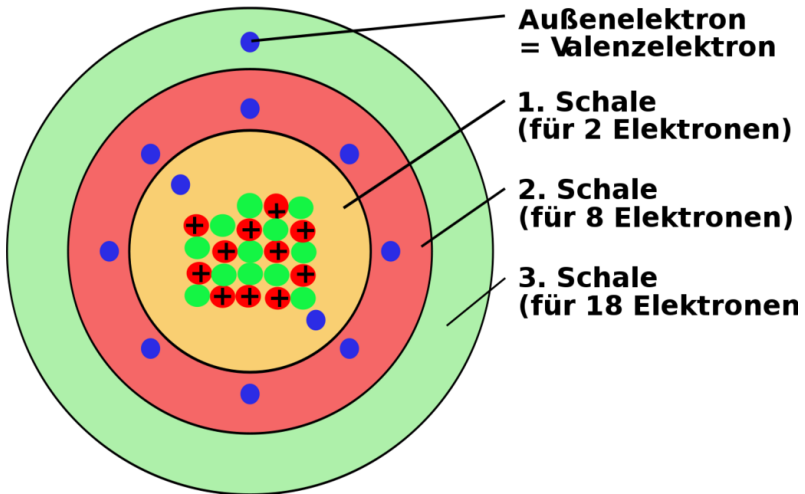 Außenelektron
= Valenzelektron
1. Schale
(für 2 Elektronen)
2. Schale
(für 8 Elektronen)
3. Schale
(für 18 Elektronen
+
+
+
+
+
+
+
+
+
+
+